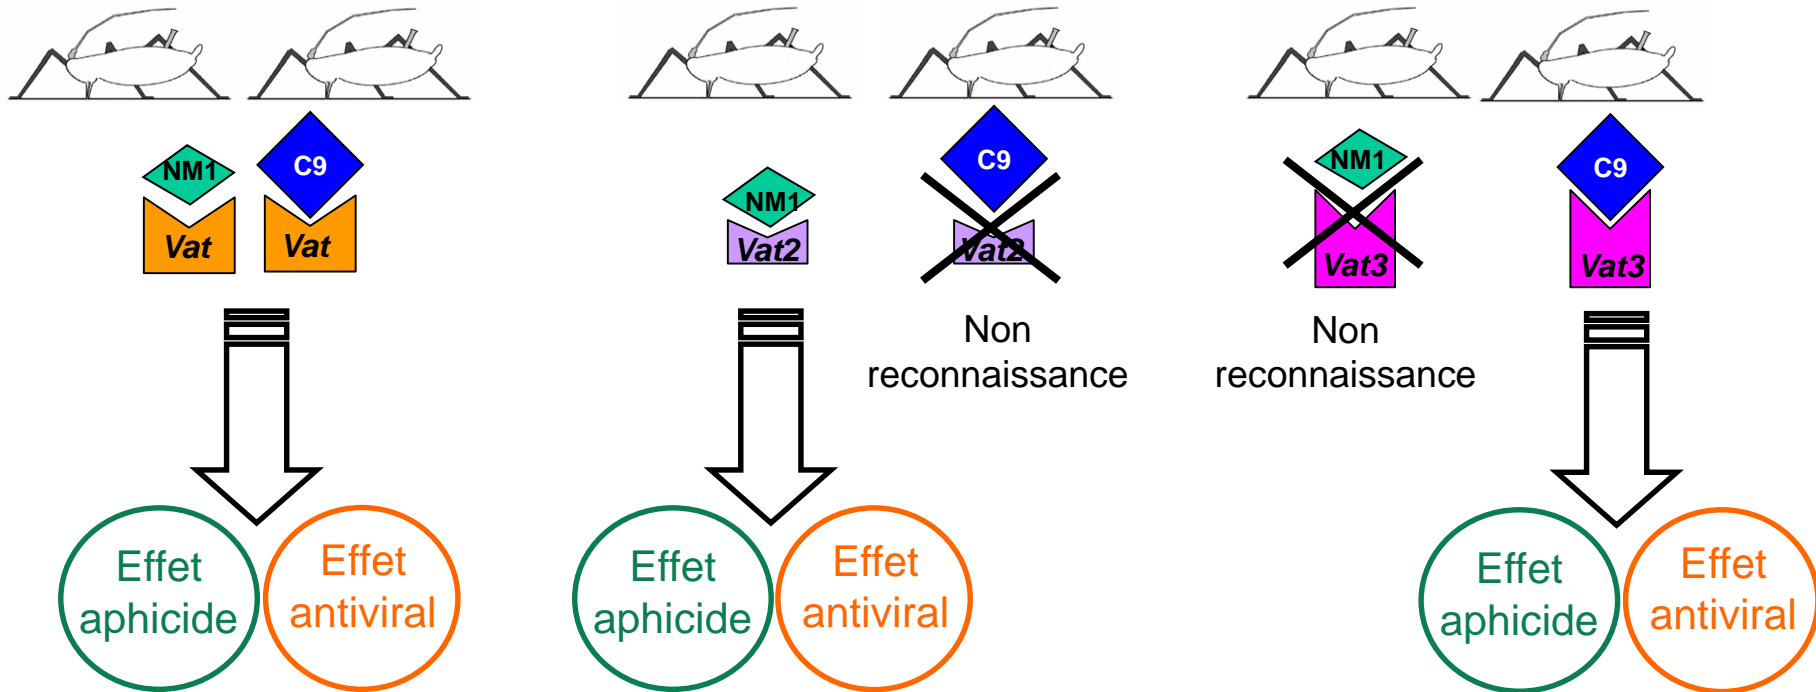 NM1
C9
Vat
Vat
NM1
Vat2
C9
Vat2
Non
reconnaissance
NM1
Vat3
Non
reconnaissance
C9
Vat3
Effet
aphicide
Effet
antiviral
Effet
aphicide
Effet
antiviral
Effet
aphicide
Effet
antiviral